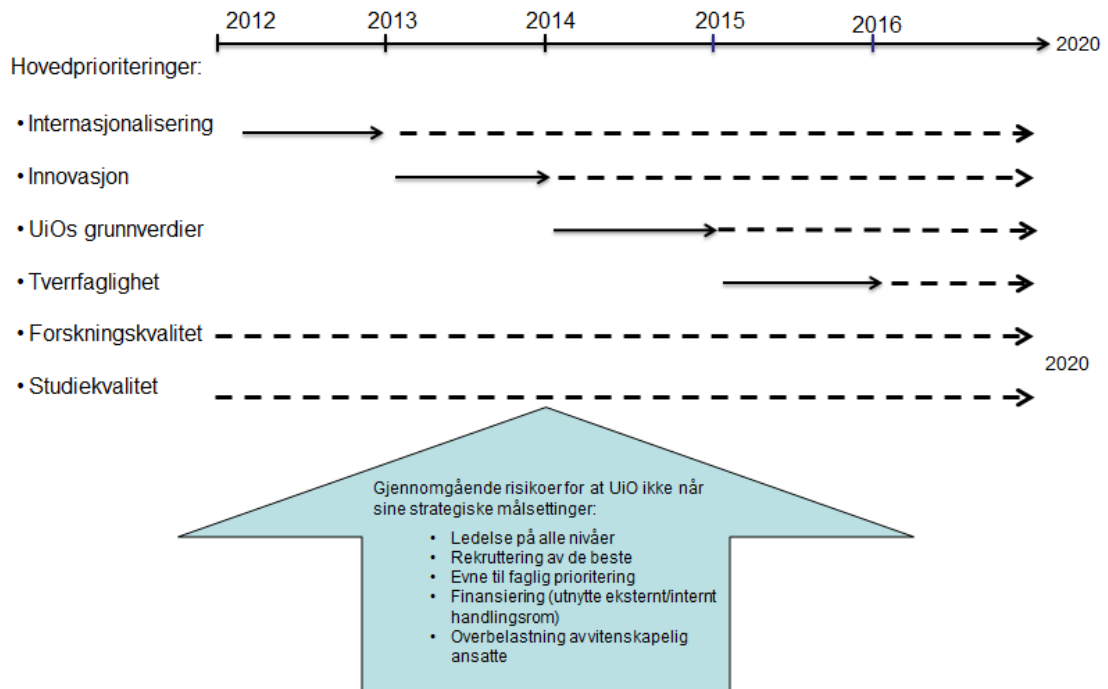 2012 2013 2014 2015 2016
2020
Hovedprioriteringer:
• Internasjonalisering
• Innovasjon
• UiOs grunnverdier
• Tverrfaglighet
• Forskningskvalitet
2020
• Studiekvalitet
Gjennomgående risikoer for at UiO ikke når
sine strategiske målsettinger:
• Ledelse på alle nivåer
• Rekruttering av de beste
• Evne til faglig prioritering
• Finansiering (utnytte eksternt/internt
handlingsrom)
• Overbelastning av vitenskapelig
ansatte